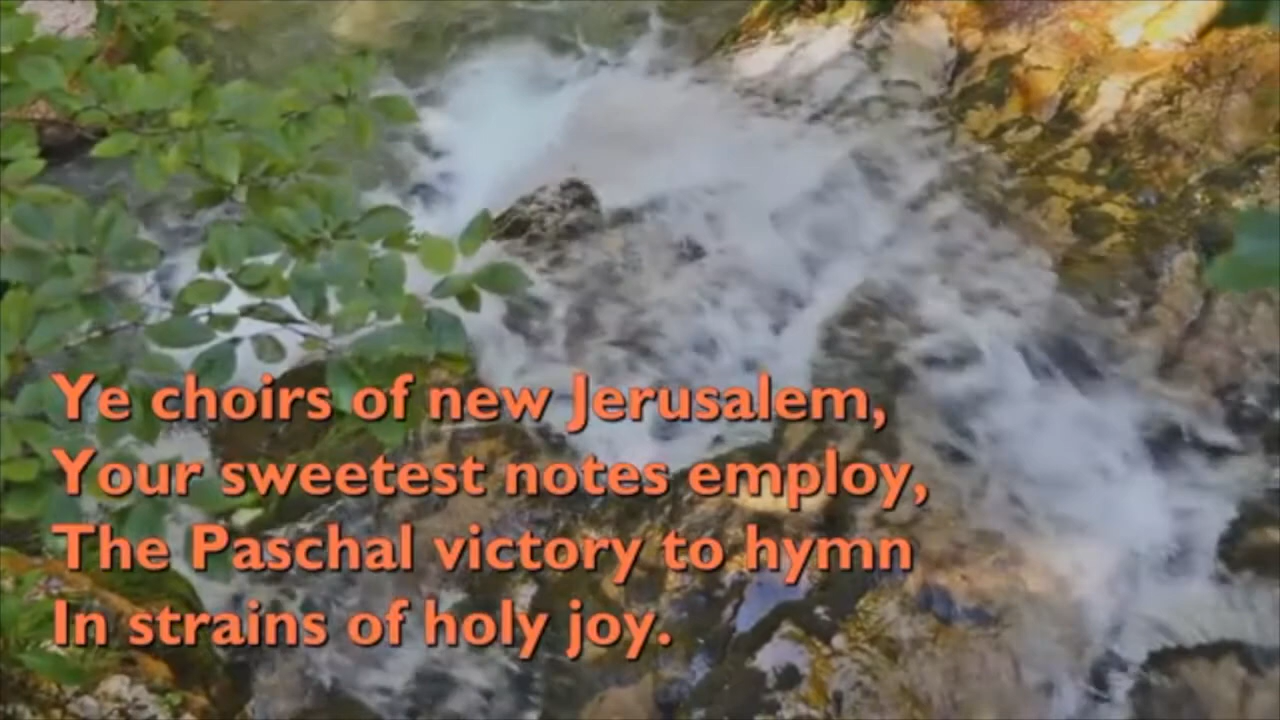 Ye choirs of new Jerusalem,
Your sweetest notes employ,
The Paschal victory to hymn
In strains of holy joy.